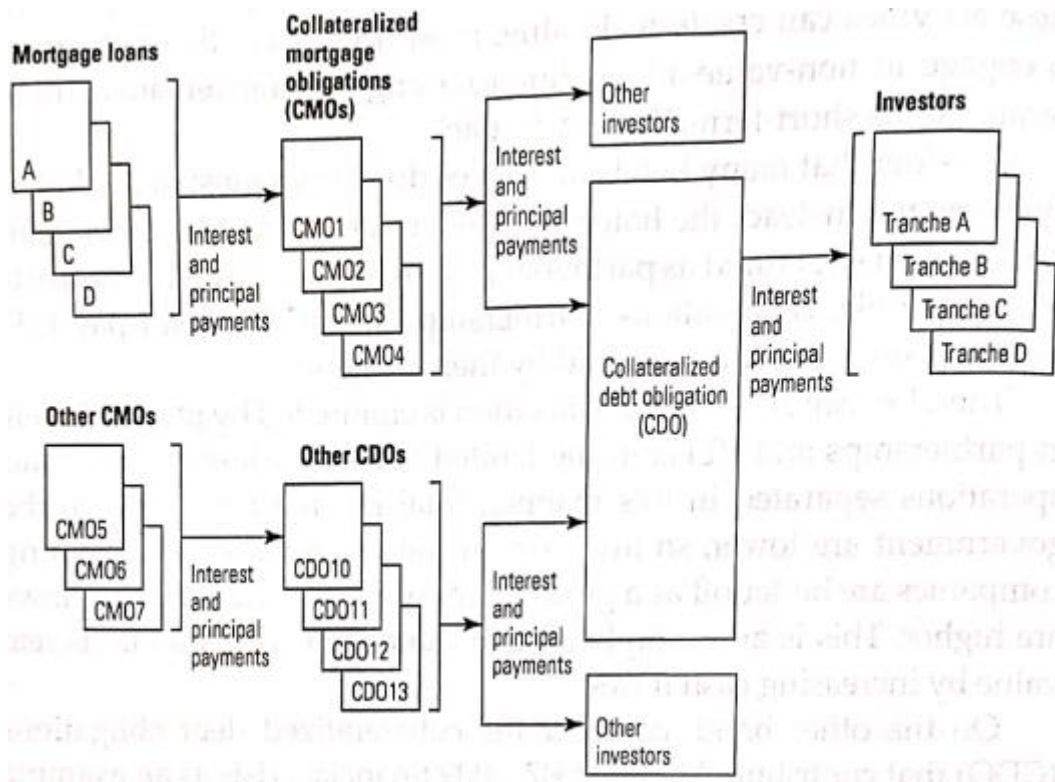 Mortgage loans
A
B
C
D
Interest
and
principal
payments
Collateralized
mortgage
obligations
(CMOs)
CMO1
CMO2
CMO3
CMO4
Interest
and
principal
payments
Other
investors
Collateralized
debt obligation
(CDO)
Interest
and
principal
payments
Investors
Tranche A
Tranche B
Tranche C
Tranche D
Other CMOs
CMO5
CMO6
CMO7
Interest
and
principal
payments
Other CDOs
CDO10
CDO11
CDO12
CDO13
Interest
and
principal
payments
Other
investors